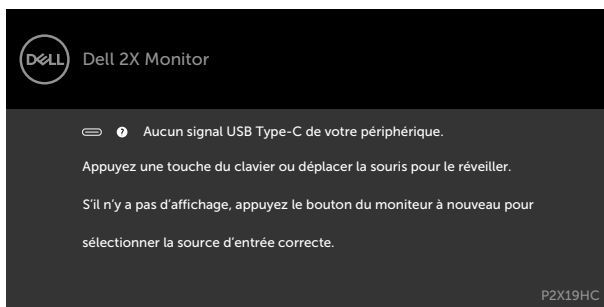 DELL
Dell 2X Monitor
? Aucun signal USB Type-C de votre périphérique.
Appuyez une touche du clavier ou déplacer la souris pour le réveiller.
S'il n'y a pas d'affichage, appuyez le bouton du moniteur à nouveau pour
sélectionner la source d'entrée correcte.
P2X19HC